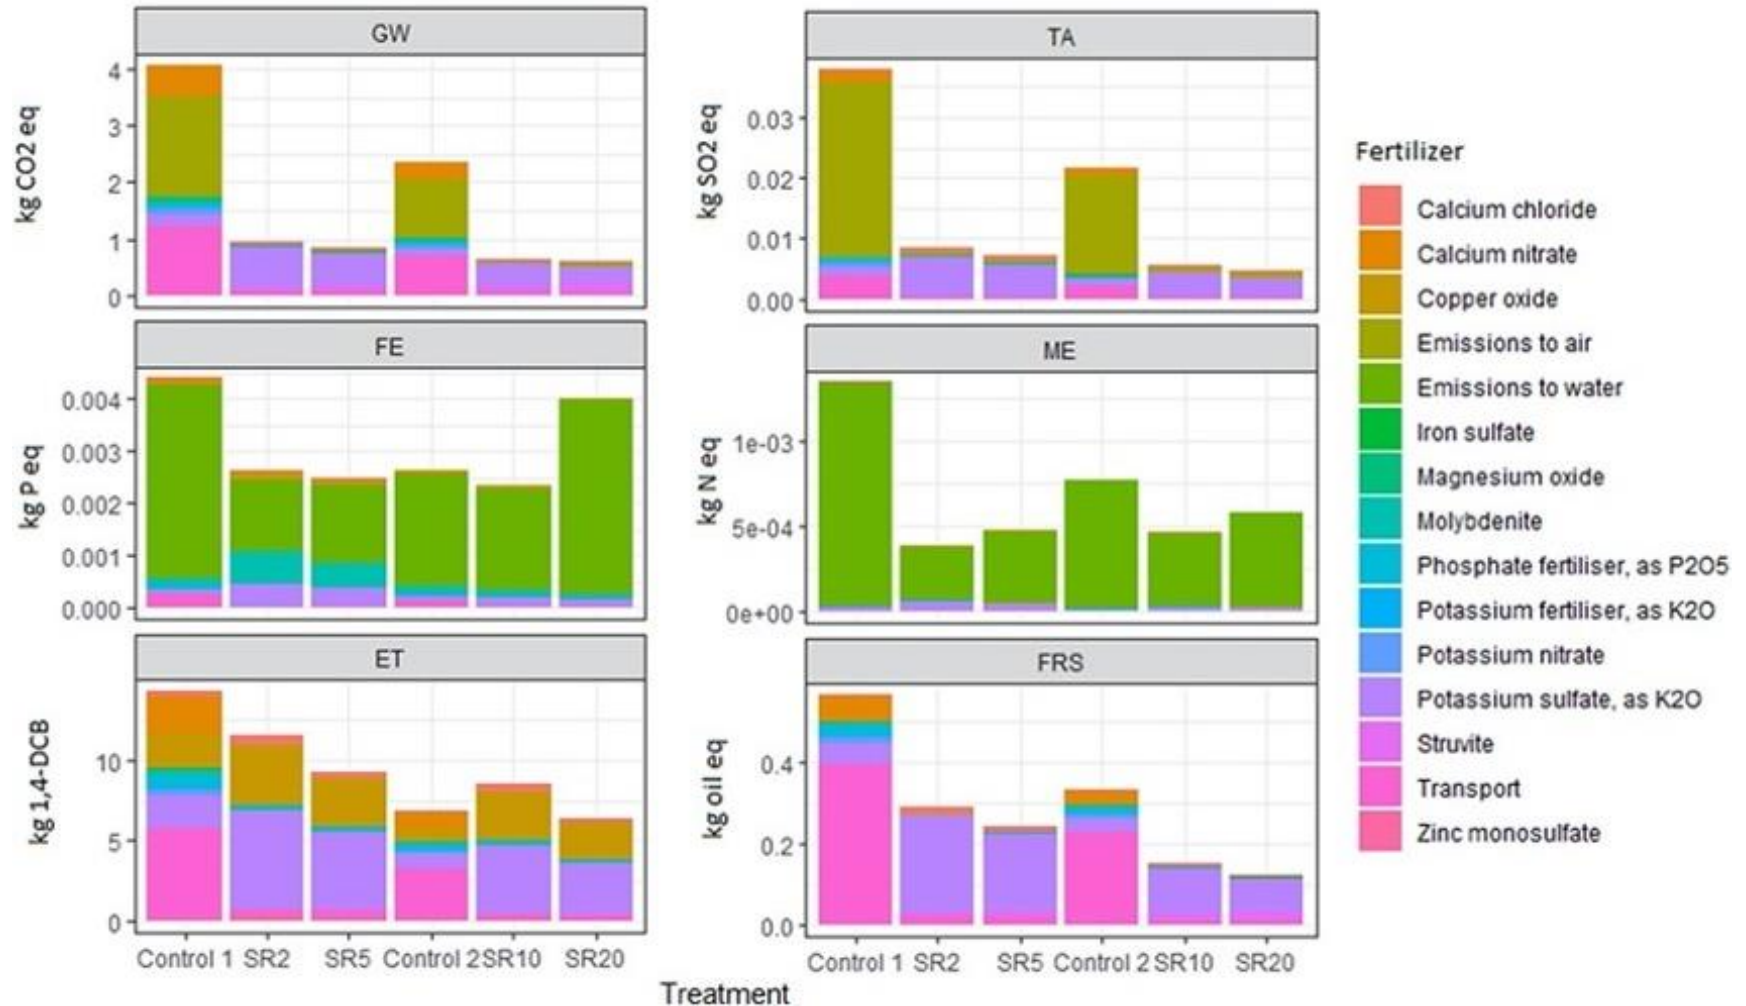 GW
kg CO2 eq
4
3
2
1
0
TA
kg SO2 eq
0.03
0.02
0.01
0.00
FE
kg P eq
0.004
0.003
0.002
0.001
0.000
ME
kg N eq
1e-03
5e-04
0e+00
ET
kg 1,4-DCB
10
5
0
Control 1 SR2 SR5 Control 2 SR10 SR20
FRS
kg oil eq
0.4
0.2
0.0
Control 1 SR2 SR5 Control 2 SR10 SR20
Treatment
Fertilizer
Calcium chloride
Calcium nitrate
Copper oxide
Emissions to air
Emissions to water
Iron sulfate
Magnesium oxide
Molybdenite
Phosphate fertiliser, as P2O5
Potassium fertiliser, as K2O
Potassium nitrate
Potassium sulfate, as K2O
Struvite
Transport
Zinc monosulfate